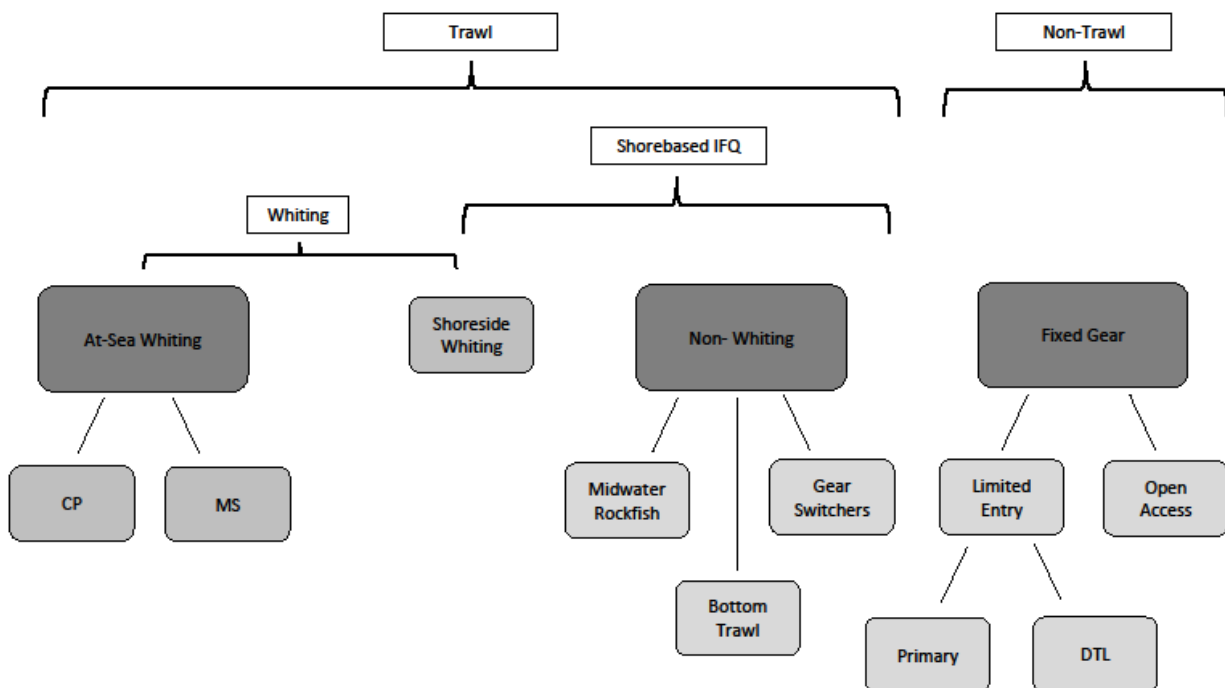 Trawl
Non-Trawl
Shorebased IFQ
Whiting
At-Sea Whiting
Shoreside
Whiting
Non- Whiting
Fixed Gear
CP
MS
Midwater
Rockfish
Gear
Switchers
Limited
Entry
Open
Access
Bottom
Trawl
Primary
DTL